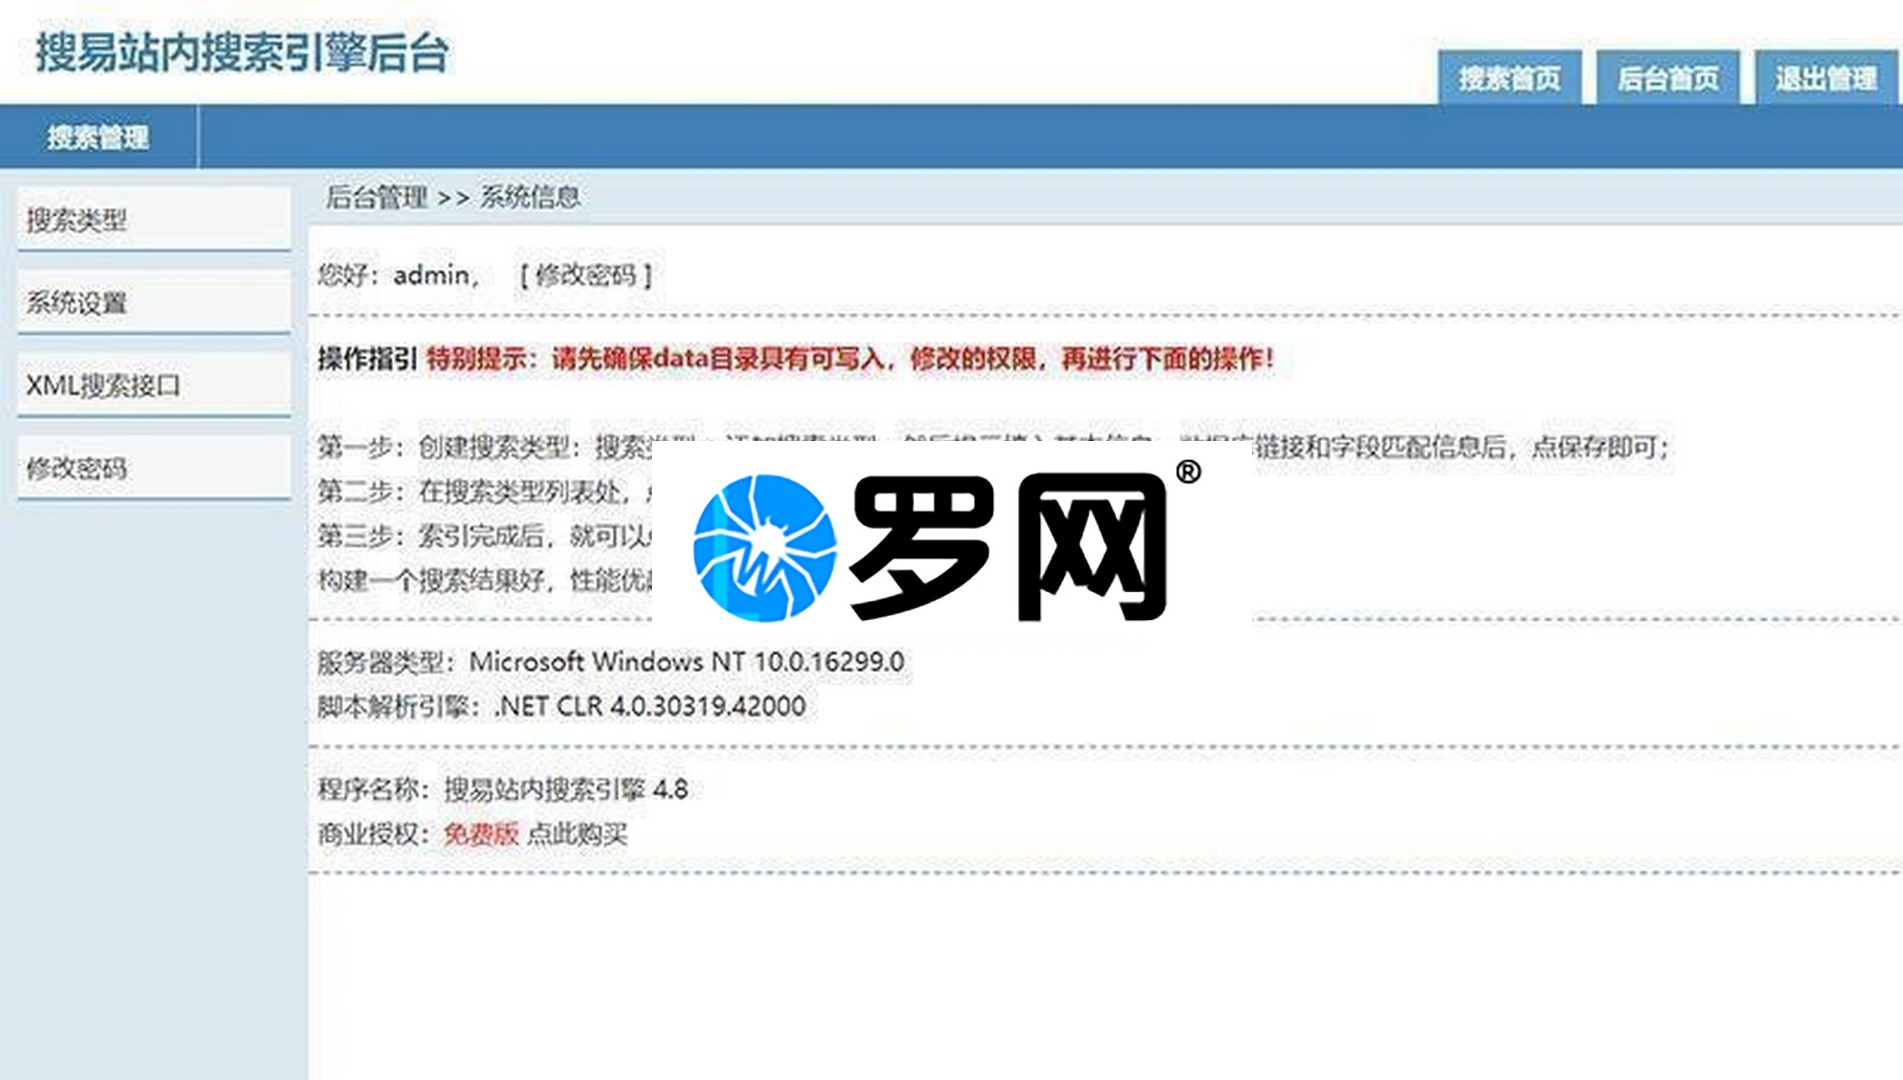 搜易站内搜索引擎后台
搜索首页 后台首页 退出管理
搜索管理
搜索类型
系统设置
XML搜索接口
修改密码
后台管理 >> 系统信息
您好：admin， [ 修改密码 ]
操作指引 特别提示：请先确保data目录具有可写入，修改的权限，再进行下面的操作！
第一步：创建搜索类型：搜索 链接和字段匹配信息后，点保存即可；
第二步：在搜索类型列表处，
第三步：索引完成后，就可以
构建一个搜索结果好，性能优
罗网®
服务器类型：Microsoft Windows NT 10.0.16299.0
脚本解析引擎：.NET CLR 4.0.30319.42000
程序名称：搜易站内搜索引擎 4.8
商业授权：免费版 点此购买